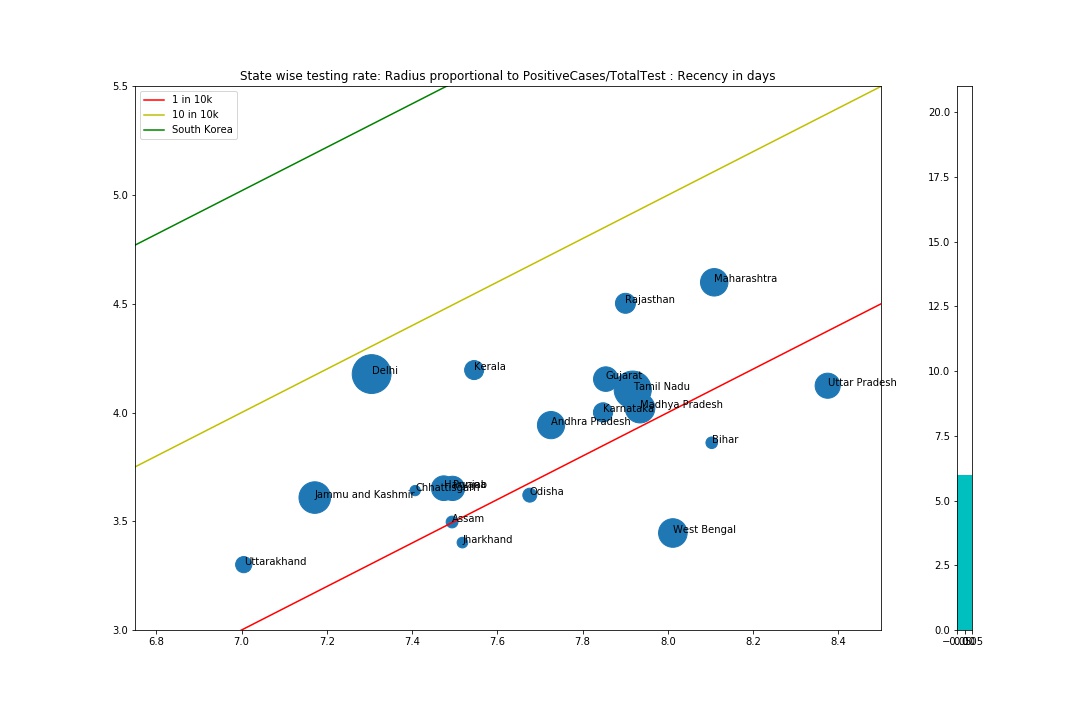 State wise testing rate: Radius proportional to PositiveCases/TotalTest : Recency in days
1 in 10k
10 in 10k
South Korea
5.5
5.0
4.5
4.0
3.5
3.0
Maharashtra
Rajasthan
Delhi
Kerala
Gujarat
Tamil Nadu
Uttar Pradesh
Madhya Pradesh
Karnataka
Andhra Pradesh
Bihar
Chhattisgarh
Jammu and Kashmir
Odisha
Assam
West Bengal
Jharkhand
Uttarakhand
6.8 7.0 7.2 7.4 7.6 7.8 8.0 8.2 8.4
20.0
17.5
15.0
12.5
10.0
7.5
5.0
2.5
0.0